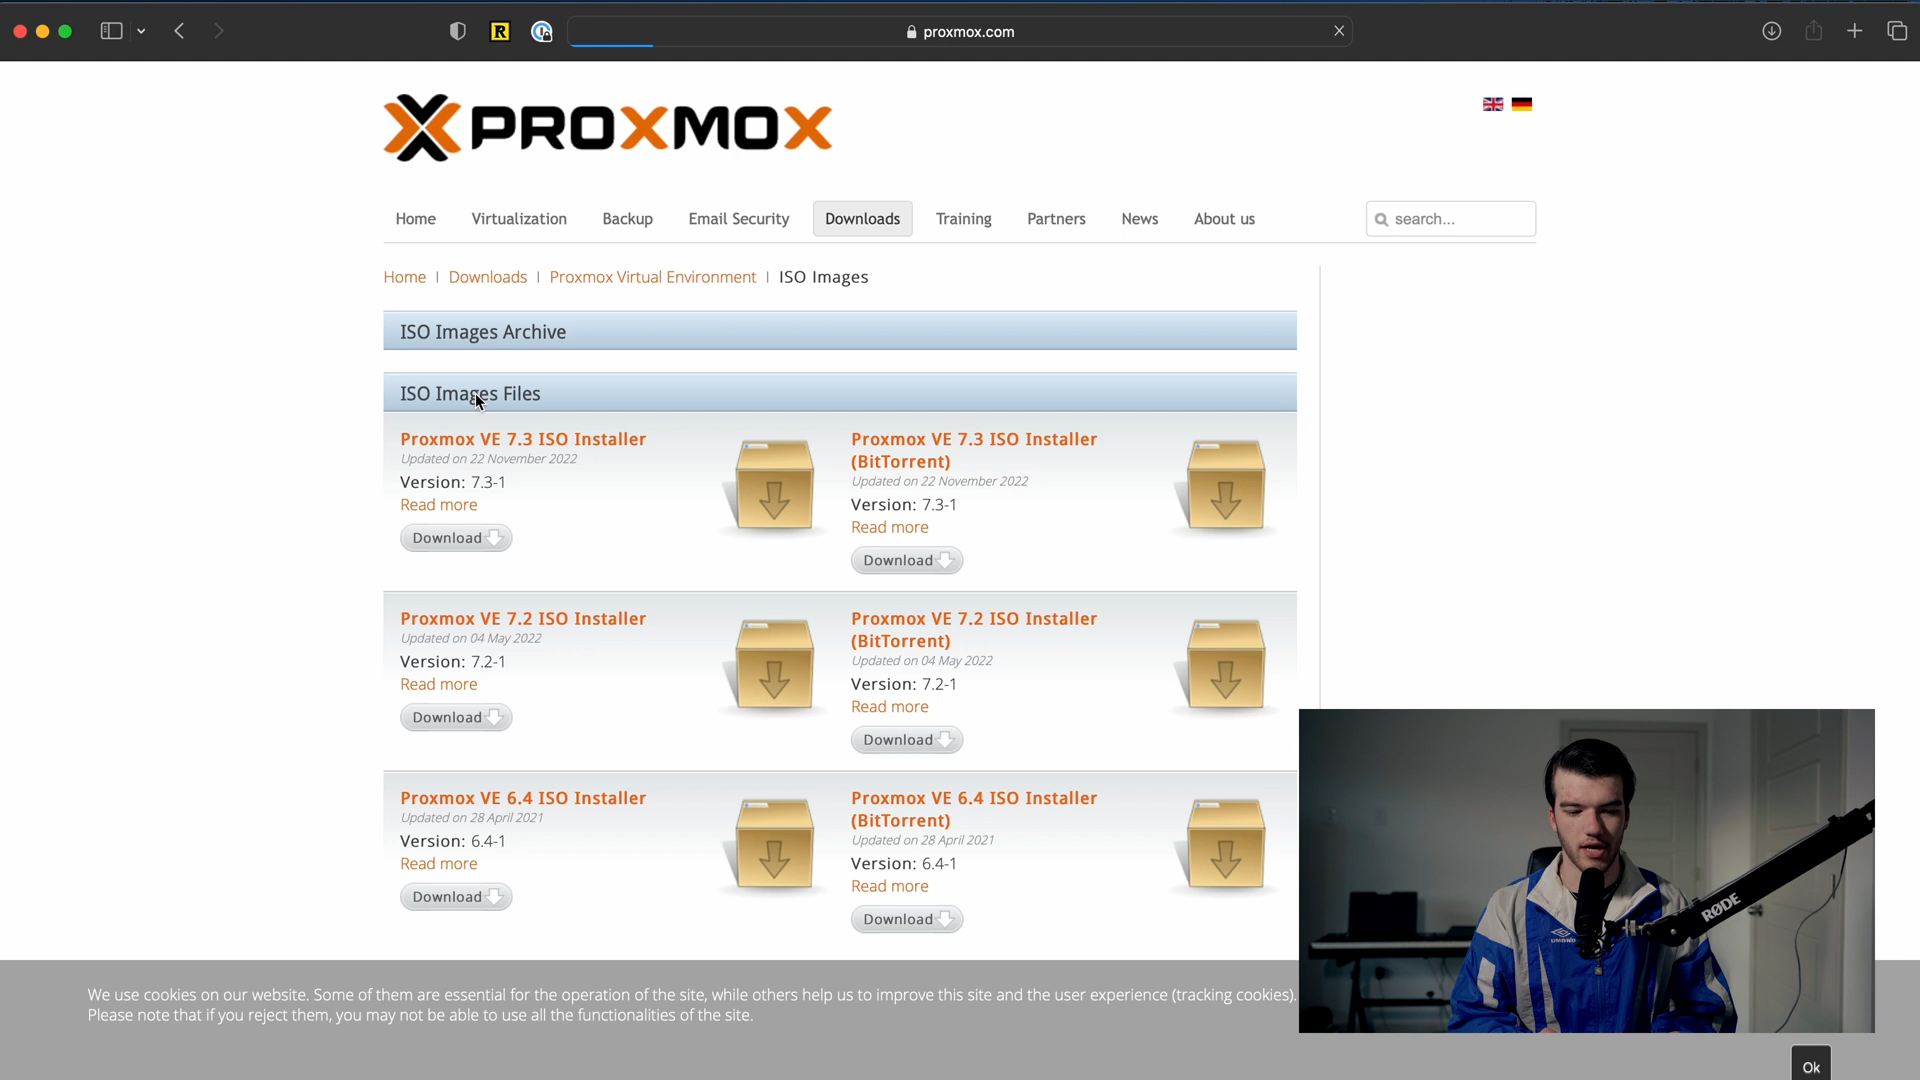 R
proxmox.com
PROXMOX
Home
Virtualization
Backup
Email Security
Downloads
Training
Partners
News
About us
search...
Home | Downloads | Proxmox Virtual Environment | ISO Images
ISO Images Archive
ISO Images Files
Proxmox VE 7.3 ISO Installer
Updated on 22 November 2022
Version: 7.3-1
Read more
Download
Proxmox VE 7.3 ISO Installer
(BitTorrent)
Updated on 22 November 2022
Version: 7.3-1
Read more
Download
Proxmox VE 7.2 ISO Installer
Updated on 04 May 2022
Version: 7.2-1
Read more
Download
Proxmox VE 7.2 ISO Installer
(BitTorrent)
Updated on 04 May 2022
Version: 7.2-1
Read more
Download
Proxmox VE 6.4 ISO Installer
Updated on 28 April 2021
Version: 6.4-1
Read more
Download
Proxmox VE 6.4 ISO Installer
(BitTorrent)
Updated on 28 April 2021
Version: 6.4-1
Read more
Download
RØDE
UMBRO
We use cookies on our website. Some of them are essential for the operation of the site, while others help us to improve this site and the user experience (tracking cookies).
Please note that if you reject them, you may not be able to use all the functionalities of the site.
Ok